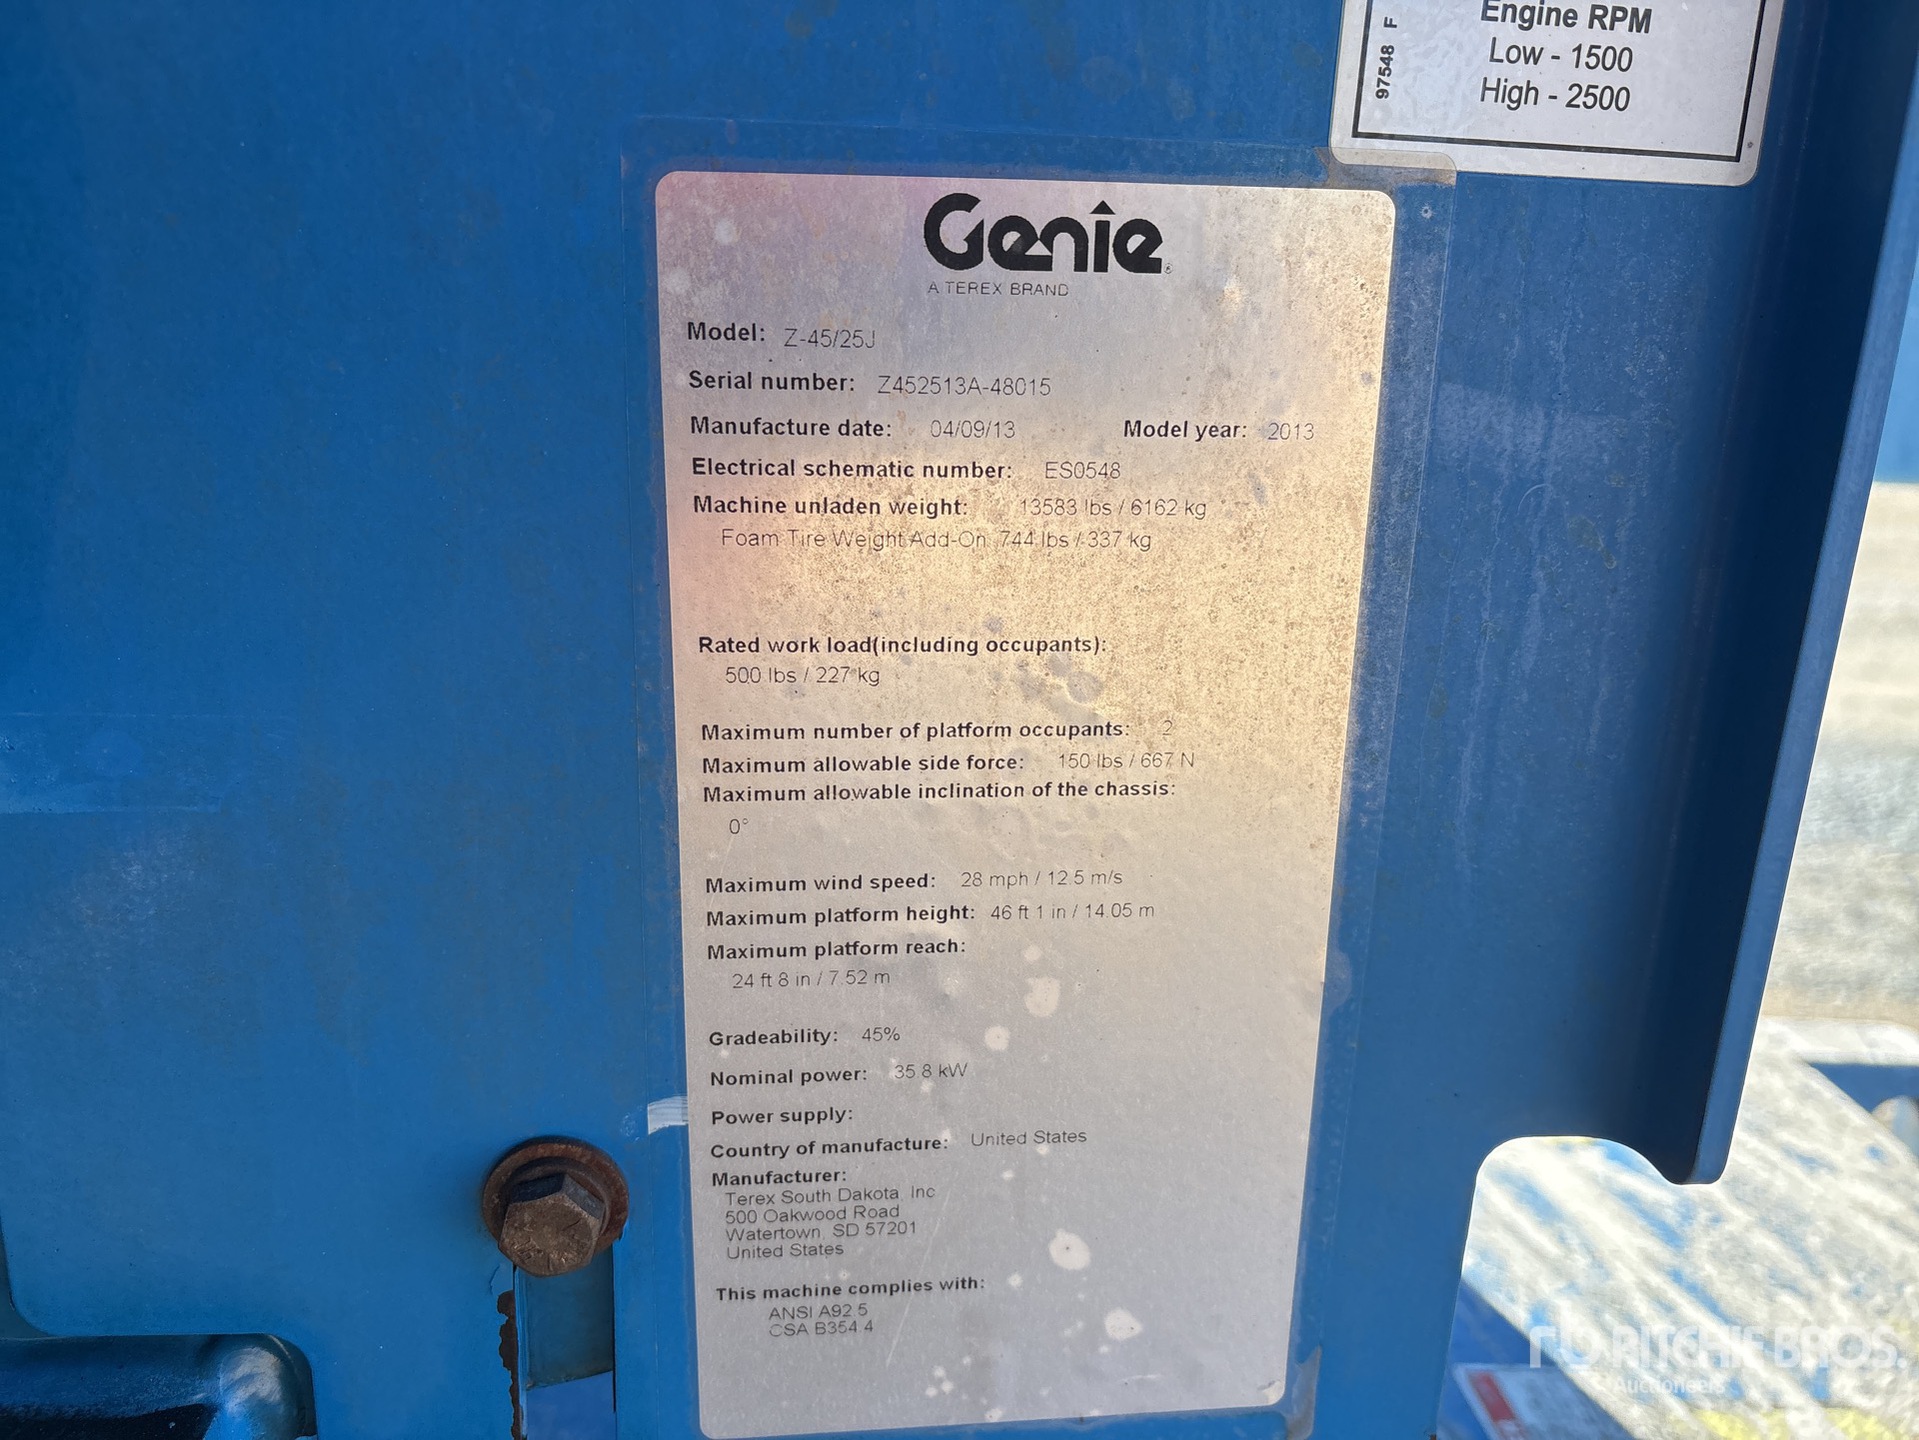 97548 F
Engine RPM
Low - 1500
High - 2500
Genie
A TEREX BRAND
Model: Z-45/25J
Serial number: Z452513A-48015
Manufacture date: 04/09/13 Model year: 2013
Electrical schematic number: ES0548
Machine unladen weight: 13583 lbs / 6162 kg
Foam Tire Weight Add-On 744 lbs / 337 kg
Rated work load(including occupants):
500 lbs / 227 kg
Maximum number of platform occupants: 2
Maximum allowable side force: 150 lbs / 667 N
Maximum allowable inclination of the chassis:
0°
Maximum wind speed: 28 mph / 12.5 m/s
Maximum platform height: 46 ft 1 in / 14.05 m
Maximum platform reach:
24 ft 8 in / 7.52 m
Gradeability: 45%
Nominal power: 35.8 kW
Power supply:
Country of manufacture: United States
Manufacturer:
Terex South Dakota, Inc
500 Oakwood Road
Watertown, SD 57201
United States
This machine complies with:
ANSI A92.5
CSA B354.4
RITCHIE BROS.
Auctioneers